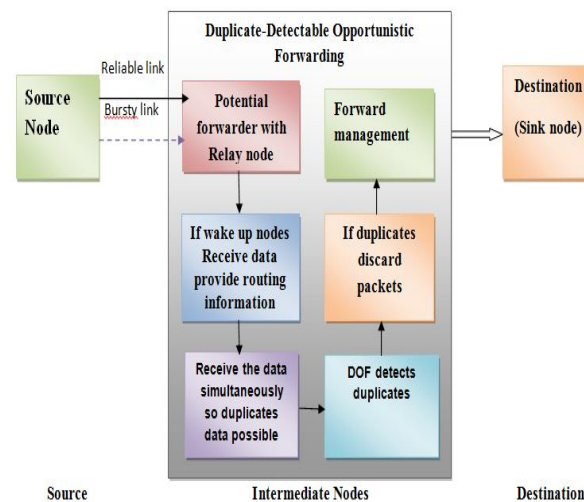 Duplicate-Detectable Opportunistic
Forwarding
Reliable link
Bursty link
Source
Node
Potential
forwarder with
Relay node
If wake up nodes
Receive data
provide routing
information
Receive the data
simultaneously
so duplicates
data possible
DOF detects
duplicates
If duplicates
discard
packets
Forward
management
Destination
(Sink node)
Source
Intermediate Nodes
Destination